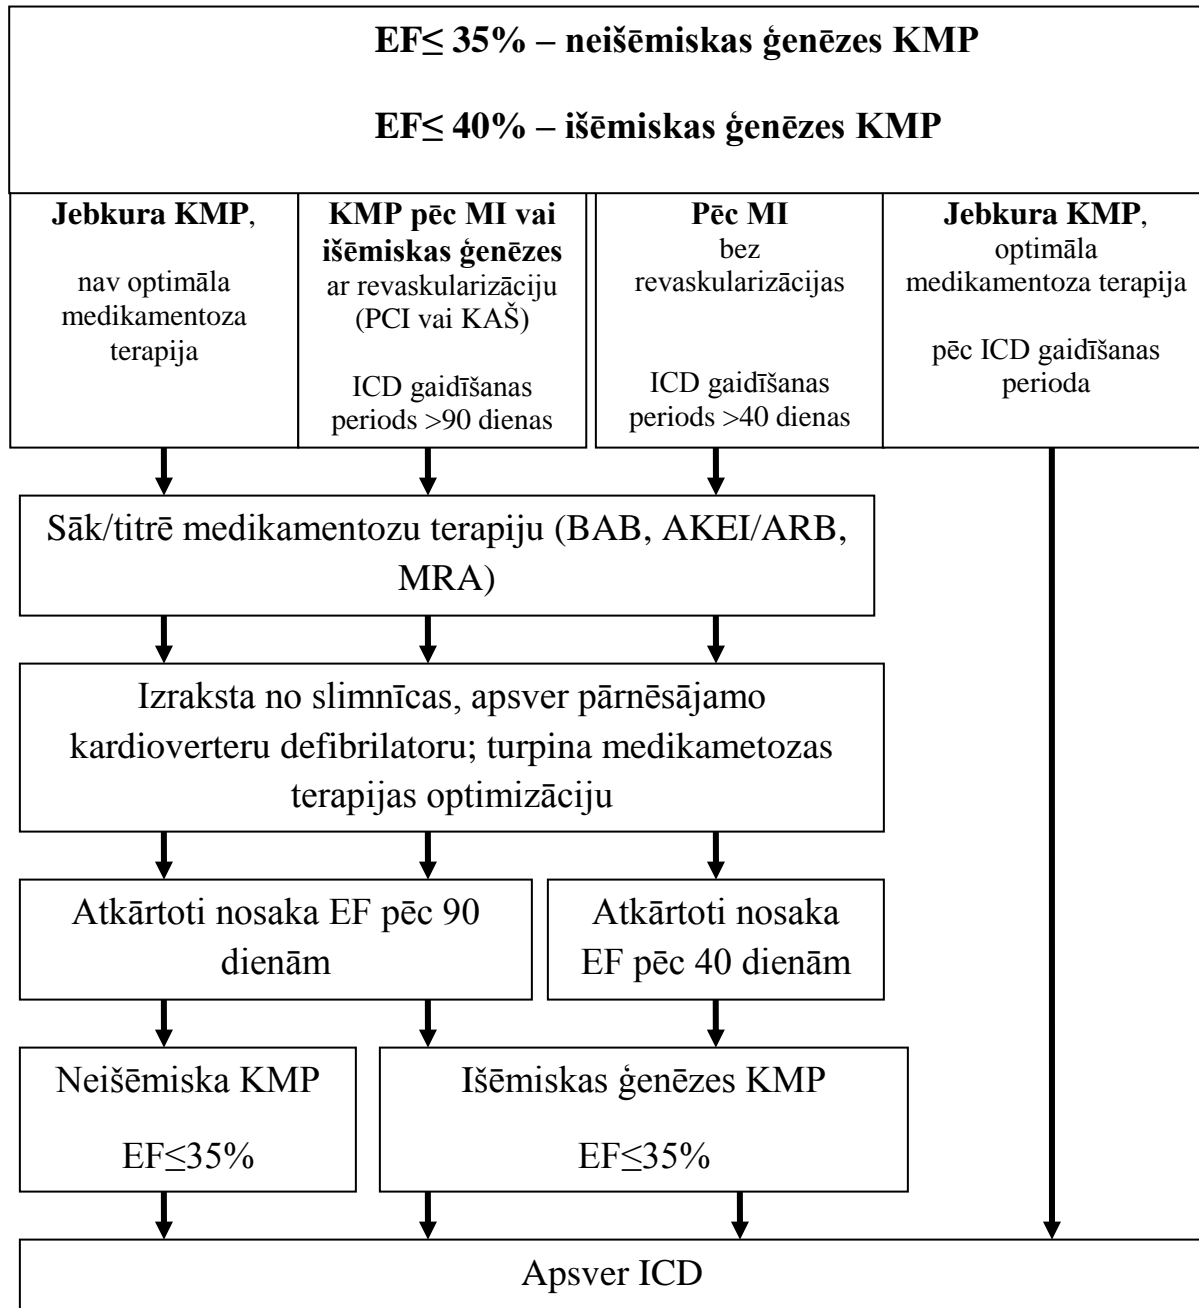 EF≤ 35% – neišēmiskas ģenēzes KMP
EF≤ 40% – išēmiskas ģenēzes KMP
Jebkura KMP,
nav optimāla
medikamentoza
terapija
KMP pēc MI vai
išēmiskas ģenēzes
ar revaskularizāciju
(PCI vai KAŠ)
ICD gaidīšanas
periods >90 dienas
Pēc MI
bez
revaskularizācijas
ICD gaidīšanas
periods >40 dienas
Jebkura KMP,
optimāla
medikamentoza terapija
pēc ICD gaidīšanas
perioda
Sāk/titrē medikamentozu terapiju (BAB, AKEI/ARB,
MRA)
Izraksta no slimnīcas, apsver pārnēsājamo
kardioverteru defibrilatoru; turpina medikametozas
terapijas optimizāciju
Atkārtoti nosaka EF pēc 90
dienām
Atkārtoti nosaka
EF pēc 40 dienām
Neišēmiska KMP
EF≤35%
Išēmiskas ģenēzes KMP
EF≤35%
Apsver ICD